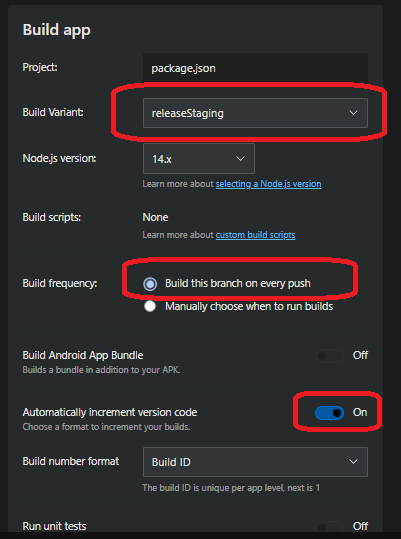 Build app
Project: package.json
Build Variant: releaseStaging
Node.js version: 14.x
Learn more about selecting a Node.js version
Build scripts: None
Learn more about custom build scripts
Build frequency: Build this branch on every push
Manually choose when to run builds
Build Android App Bundle Off
Builds a bundle in addition to your APK.
Automatically increment version code On
Choose a format to increment your builds.
Build number format Build ID
The build ID is unique per app level, next is 1
Run unit tests Off